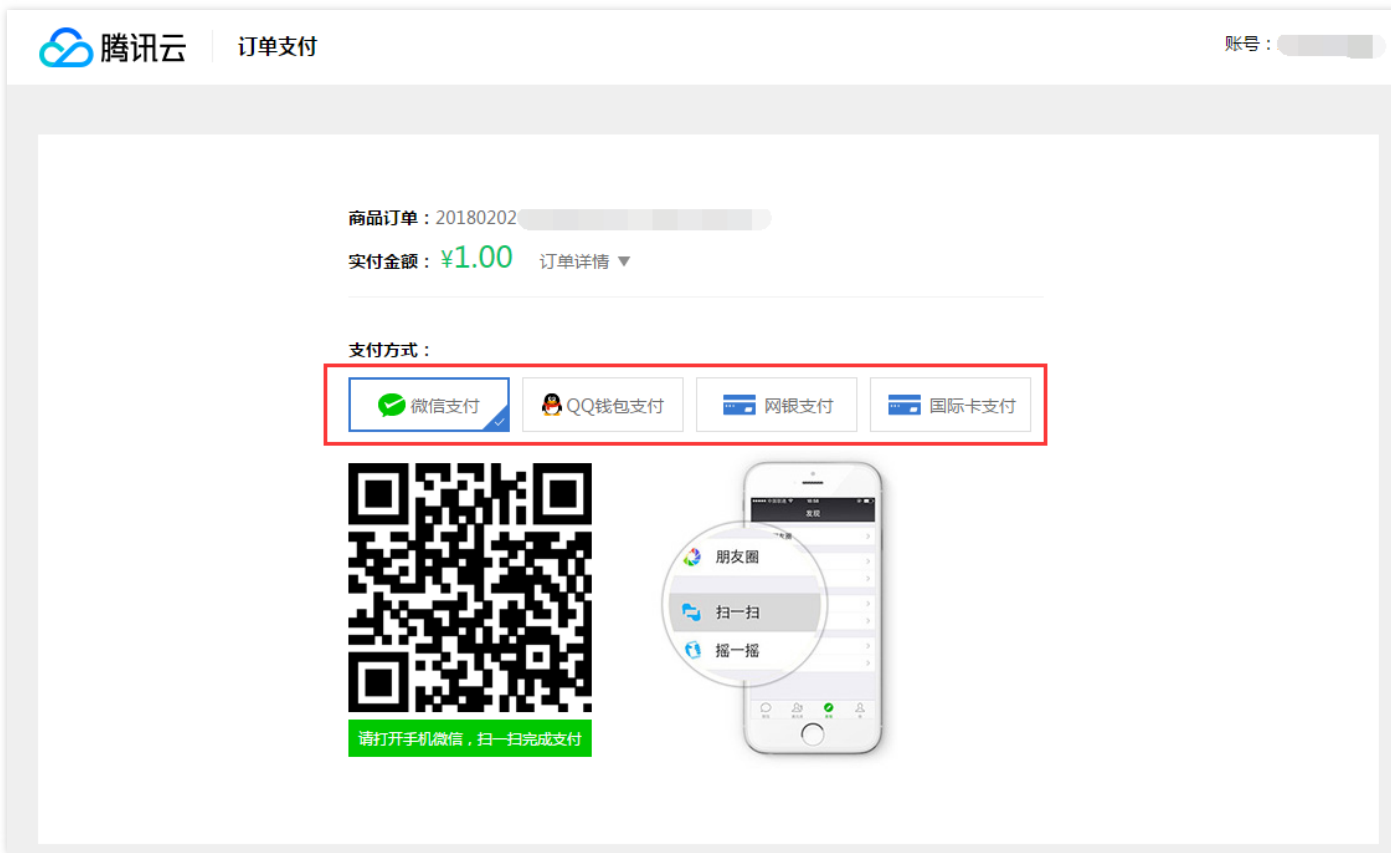 腾讯云 订单支付 账号：
商品订单：20180202
实付金额：¥1.00 订单详情
支付方式：
微信支付 QQ钱包支付 网银支付 国际卡支付
发现
朋友圈
扫一扫
摇一摇
请打开手机微信，扫一扫完成支付